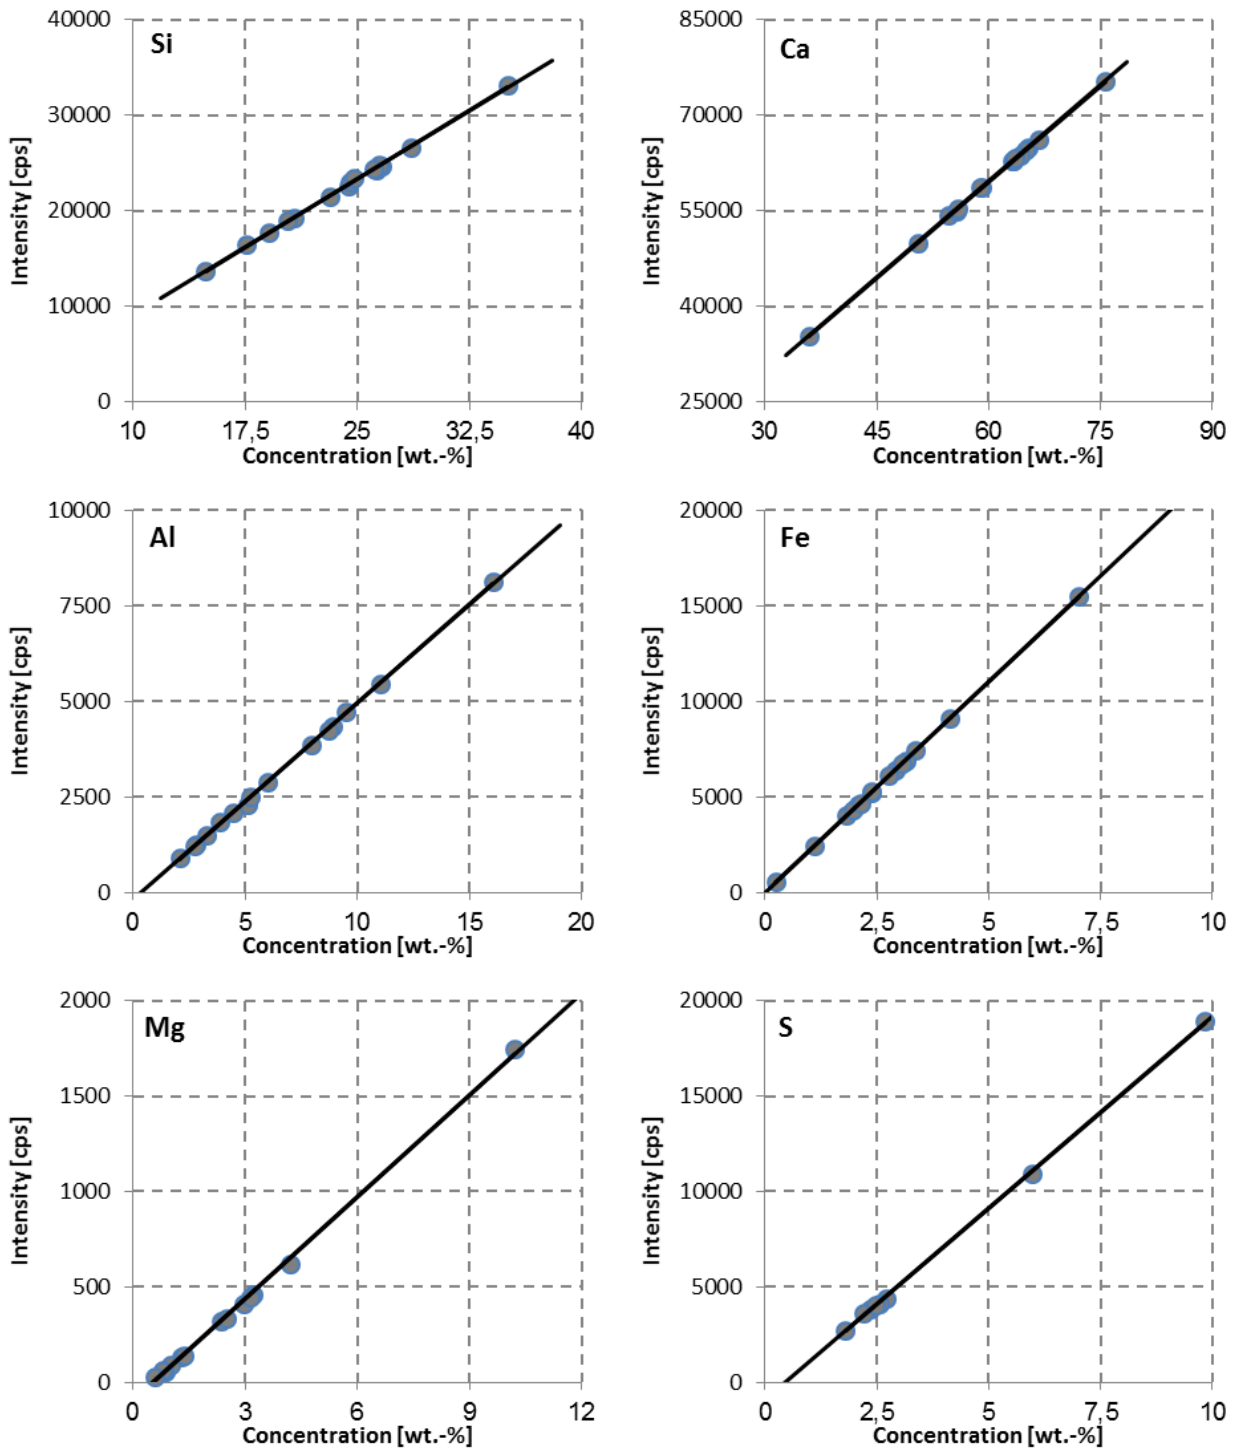 Si
Intensity [cps]
40000
30000
20000
10000
0
10 17,5 25 32,5 40
Concentration [wt.-%]
Ca
Intensity [cps]
85000
70000
55000
40000
25000
30 45 60 75 90
Concentration [wt.-%]
Al
Intensity [cps]
10000
7500
5000
2500
0
0 5 10 15 20
Concentration [wt.-%]
Fe
Intensity [cps]
20000
15000
10000
5000
0
0 2,5 5 7,5 10
Concentration [wt.-%]
Mg
Intensity [cps]
2000
1500
1000
500
0
0 3 6 9 12
Concentration [wt.-%]
S
Intensity [cps]
20000
15000
10000
5000
0
0 2,5 5 7,5 10
Concentration [wt.-%]